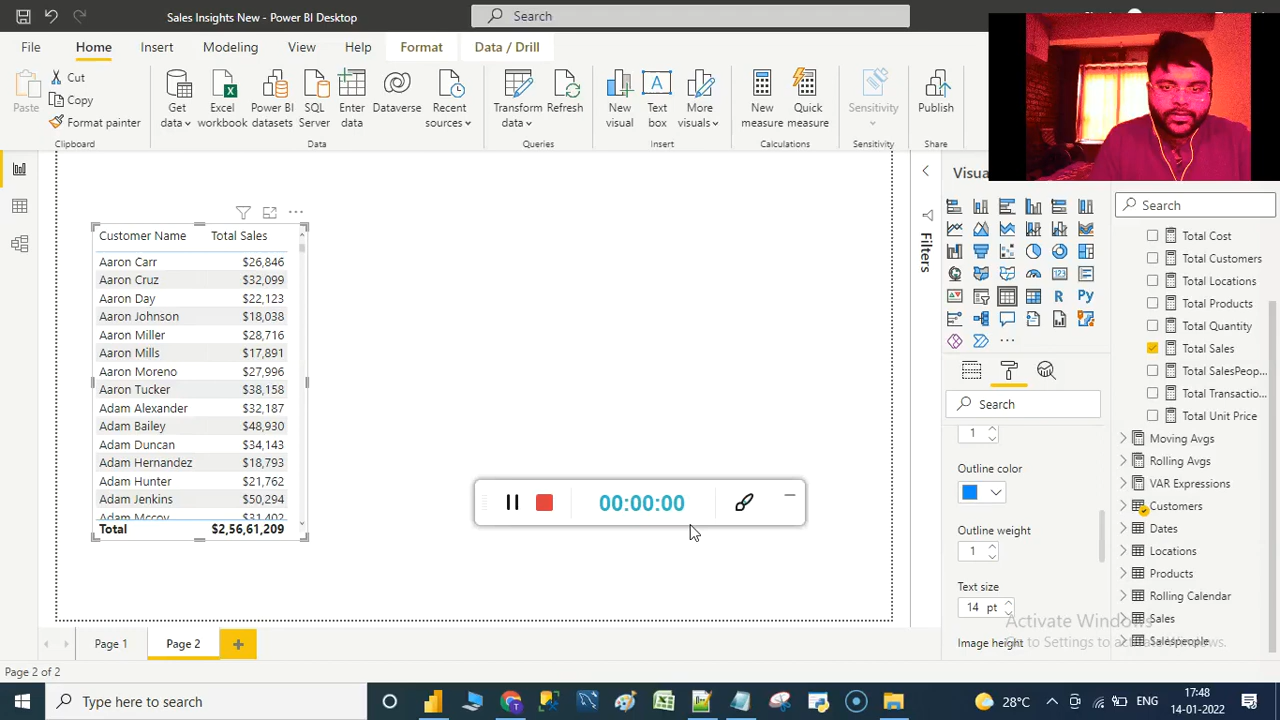 Sales Insights New - Power BI Desktop
Search
File Home Insert Modeling View Help Format Data / Drill
Paste
Cut
Copy
Format painter
Get data
Excel workbook
Power BI datasets
SQL Server
Enter data
Dataverse
Recent sources
Transform data
Refresh
New visual
Text box
More visuals
New measure
Quick measure
Sensitivity
Publish
Clipboard
Data
Queries
Insert
Calculations
Sensitivity
Share
Customer Name Total Sales
Aaron Carr $26,846
Aaron Cruz $32,099
Aaron Day $22,123
Aaron Johnson $18,038
Aaron Miller $28,716
Aaron Mills $17,891
Aaron Moreno $27,996
Aaron Tucker $38,158
Adam Alexander $32,187
Adam Bailey $48,930
Adam Duncan $34,143
Adam Hernandez $18,793
Adam Hunter $21,762
Adam Jenkins $50,294
Adam Mccoy $31,402
Total $2,56,61,209
00:00:00
Filters
Search
1
Outline color
Outline weight
1
Text size
14 pt
Image height
Search
Total Cost
Total Customers
Total Locations
Total Products
Total Quantity
Total Sales
Total SalesPeop...
Total Transactio...
Total Unit Price
Moving Avgs
Rolling Avgs
VAR Expressions
Customers
Dates
Locations
Products
Rolling Calendar
Sales
Salespeople
Activate Windows
Go to Settings to activate Windows.
Page 1
Page 2
Page 2 of 2
Type here to search
28°C
ENG
17:48
14-01-2022